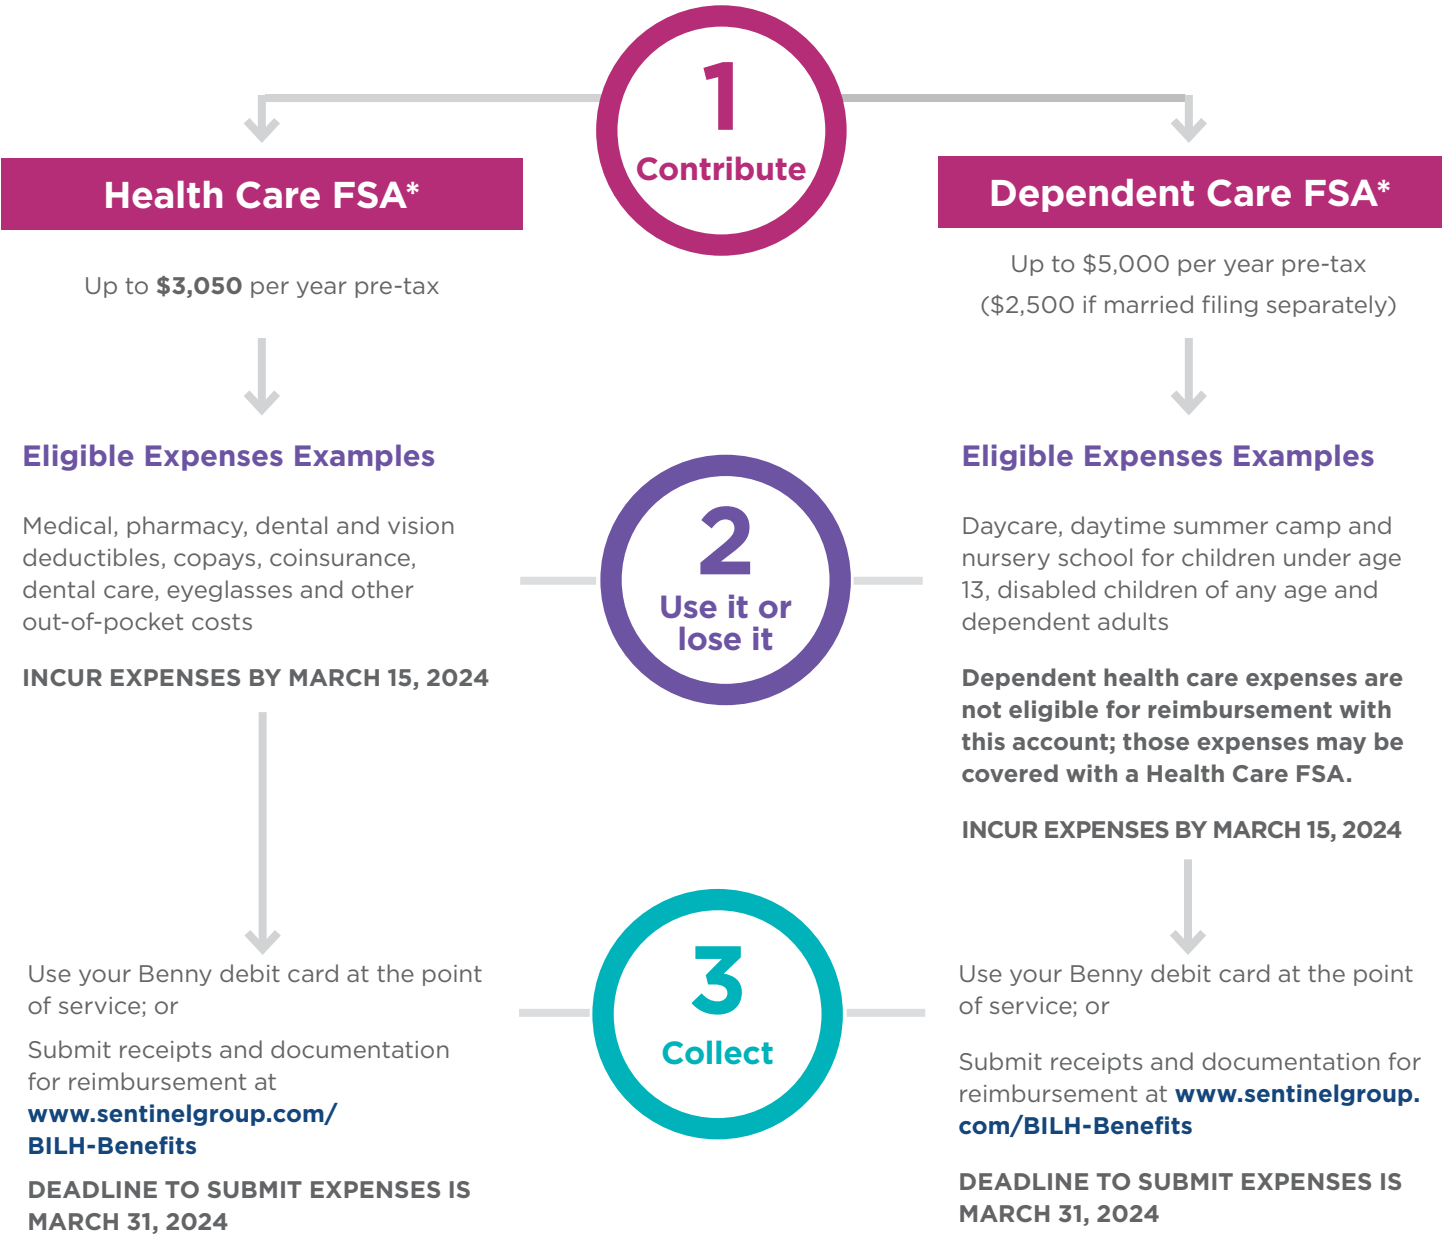 1
Contribute
Health Care FSA*
Up to $3,050 per year pre-tax
Dependent Care FSA*
Up to $5,000 per year pre-tax
($2,500 if married filing separately)
2
Use it or
lose it
Eligible Expenses Examples
Medical, pharmacy, dental and vision
deductibles, copays, coinsurance,
dental care, eyeglasses and other
out-of-pocket costs
INCUR EXPENSES BY MARCH 15, 2024
Eligible Expenses Examples
Daycare, daytime summer camp and
nursery school for children under age
13, disabled children of any age and
dependent adults
Dependent health care expenses are
not eligible for reimbursement with
this account; those expenses may be
covered with a Health Care FSA.
INCUR EXPENSES BY MARCH 15, 2024
3
Collect
Use your Benny debit card at the point
of service; or
Submit receipts and documentation
for reimbursement at
www.sentinelgroup.com/
BILH-Benefits
DEADLINE TO SUBMIT EXPENSES IS
MARCH 31, 2024
Use your Benny debit card at the point
of service; or
Submit receipts and documentation for
reimbursement at www.sentinelgroup.
com/BILH-Benefits
DEADLINE TO SUBMIT EXPENSES IS
MARCH 31, 2024